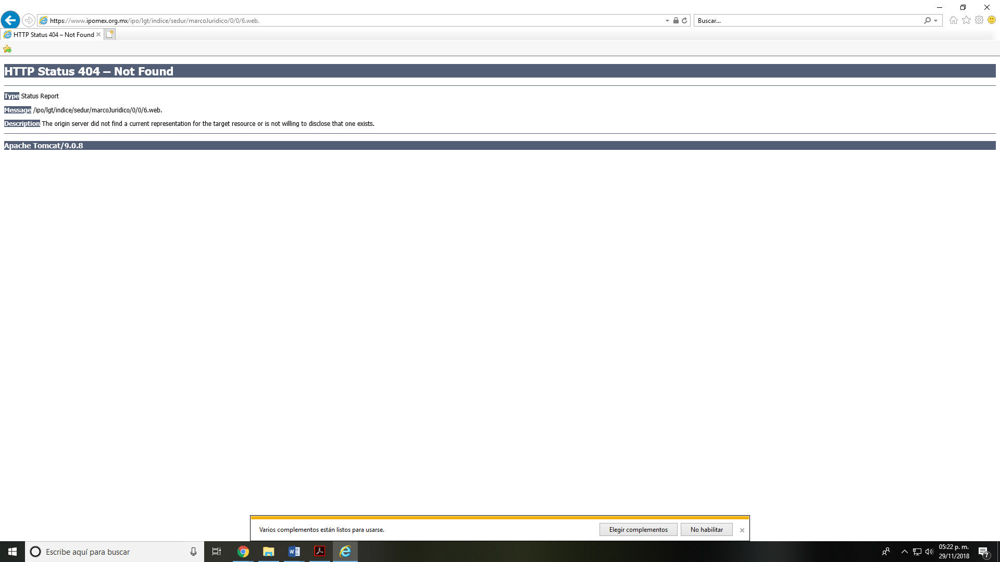 https://www.ipomex.org.mx/ipo/lgt/indice/sedur/marcoJuridico/0/0/6.web.
Buscar...
HTTP Status 404 – Not Found
HTTP Status 404 – Not Found
Type Status Report
Message /ipo/lgt/indice/sedur/marcoJuridico/0/0/6.web.
Description The origin server did not find a current representation for the target resource or is not willing to disclose that one exists.
Apache Tomcat/9.0.8
Varios complementos están listos para usarse.
Elegir complementos
No habilitar
Escribe aquí para buscar
05:22 p. m.
29/11/2018
7